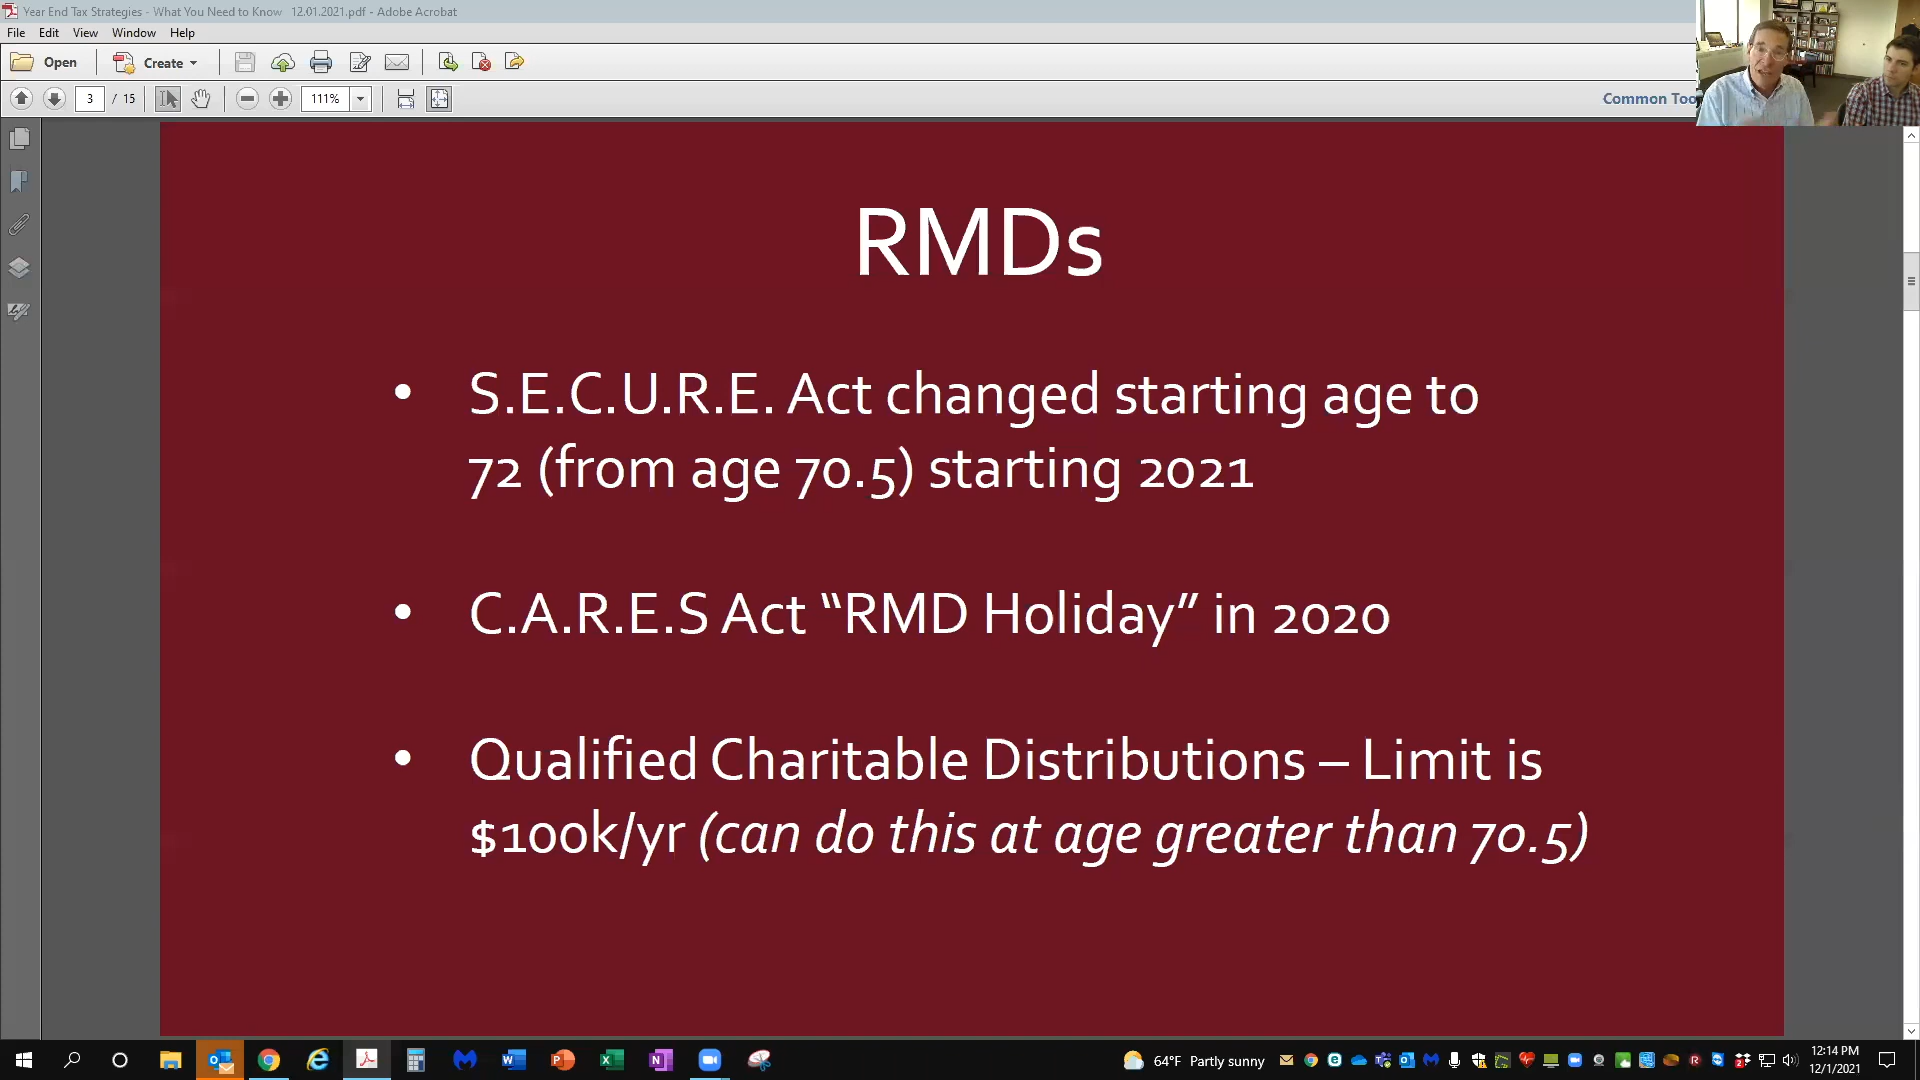 Year End Tax Strategies - What You Need to Know 12.01.2021.pdf - Adobe Acrobat
File Edit View Window Help
Open Create
3 / 15 111% Common Too
RMDs
• S.E.C.U.R.E. Act changed starting age to
72 (from age 70.5) starting 2021
• C.A.R.E.S Act “RMD Holiday” in 2020
• Qualified Charitable Distributions – Limit is
$100k/yr (can do this at age greater than 70.5)
64°F Partly sunny
12:14 PM
12/1/2021